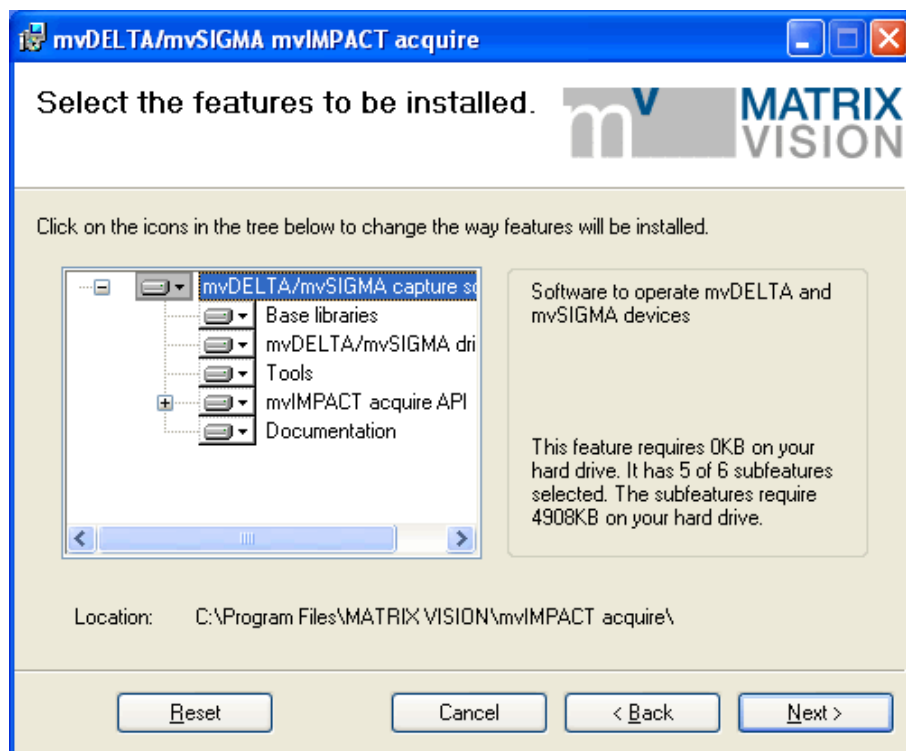 mvDELTA/mvSIGMA mvIMPACT acquire
Select the features to be installed.
mv MATRIX
VISION
Click on the icons in the tree below to change the way features will be installed.
mvDELTA/mvSIGMA capture so
Base libraries
mvDELTA/mvSIGMA dri
Tools
mvIMPACT acquire API
Documentation
Software to operate mvDELTA and
mvSIGMA devices
This feature requires 0KB on your
hard drive. It has 5 of 6 subfeatures
selected. The subfeatures require
4908KB on your hard drive.
Location: C:\Program Files\MATRIX VISION\mvIMPACT acquire\
Reset Cancel < Back Next >